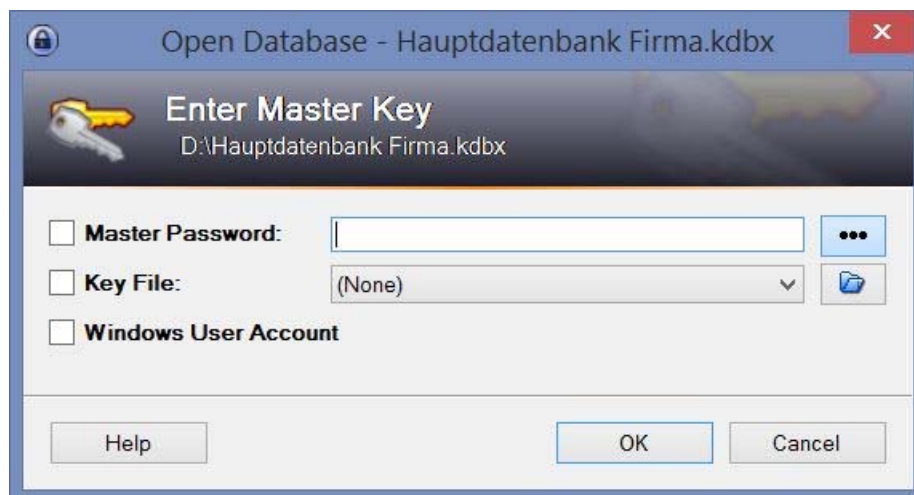 Open Database - Hauptdatenbank Firma.kdbx
Enter Master Key
D:\Hauptdatenbank Firma.kdbx
Master Password:
Key File: (None)
Windows User Account
Help OK Cancel